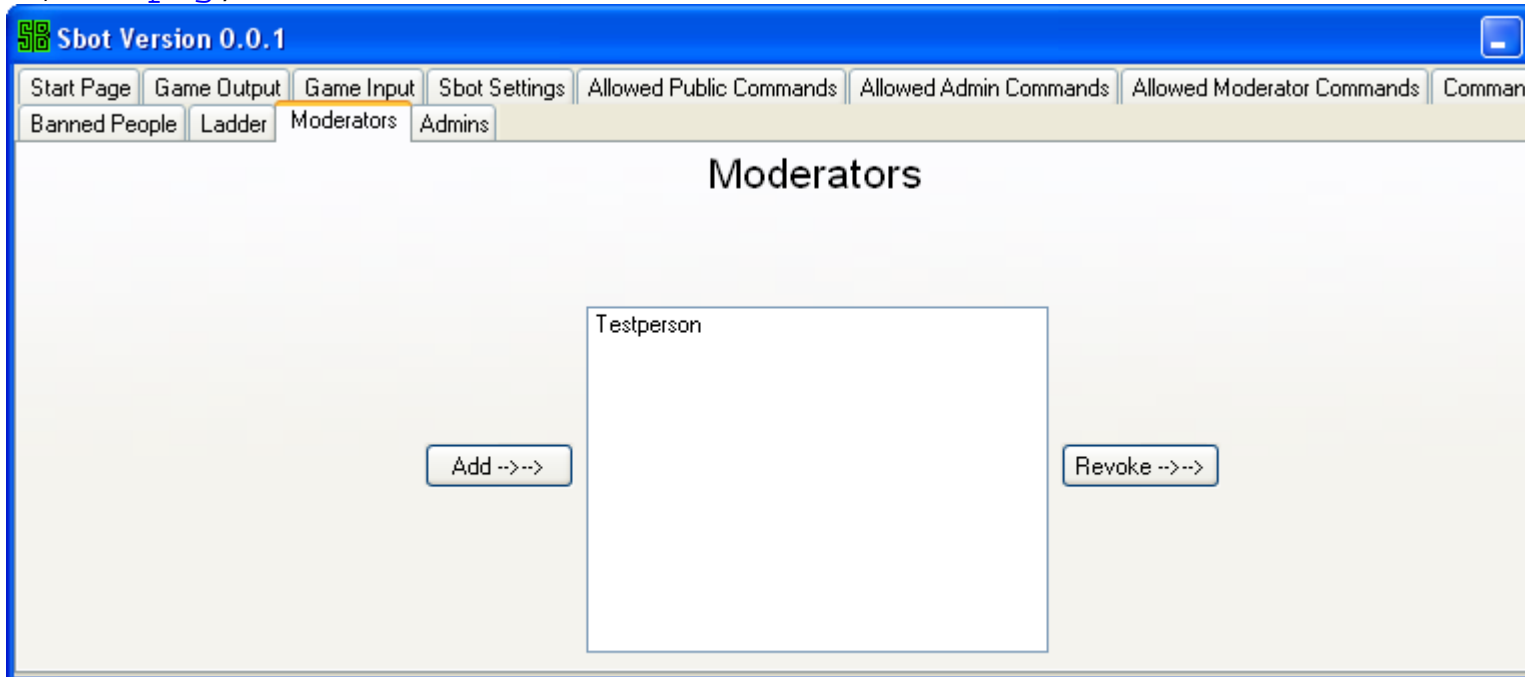 Sbot Version 0.0.1
Start Page Game Output Game Input Sbot Settings Allowed Public Commands Allowed Admin Commands Allowed Moderator Commands Comman
Banned People Ladder Moderators Admins
Moderators
Testperson
Add -->--> Revoke -->-->